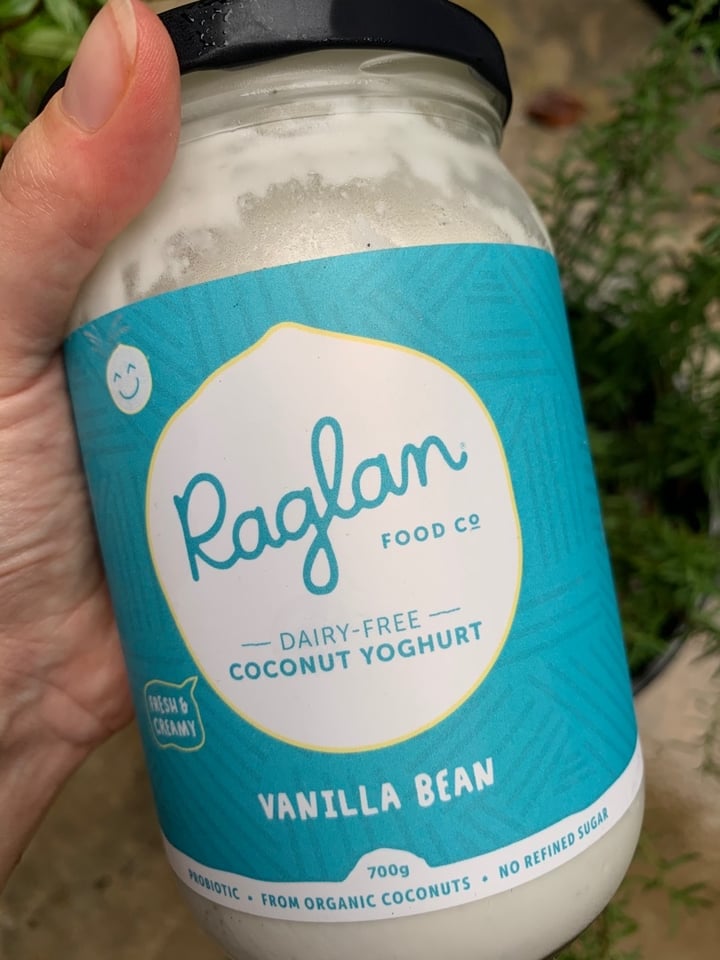 Raglan
FOOD Cº
DAIRY-FREE
COCONUT YOGHURT
FRESH &
CREAMY
VANILLA BEAN
700g
PROBIOTIC • FROM ORGANIC COCONUTS • NO REFINED SUGAR